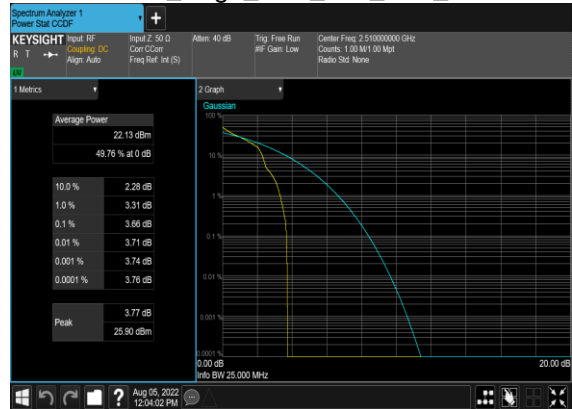 Spectrum Analyzer 1
Power Stat CCDF
KEYSIGHT
R T
Input: RF
Coupling: DC
Align: Auto
Input Z: 50 Ω
Corr CCorr
Freq Ref: Int (S)
Atten: 40 dB
Trig: Free Run
#IF Gain: Low
Center Freq: 2.510000000 GHz
Counts: 1.00 M/1.00 Mpt
Radio Std: None
1 Metrics
Average Power
22.13 dBm
49.76 % at 0 dB
10.0 % 2.28 dB
1.0 % 3.31 dB
0.1 % 3.66 dB
0.01 % 3.71 dB
0.001 % 3.74 dB
0.0001 % 3.76 dB
Peak
3.77 dB
25.90 dBm
2 Graph
Gaussian
100 %
10 %
1 %
0.1 %
0.01 %
0.001 %
0.0001 %
0.00 dB
20.00 dB
Info BW 25.000 MHz
?
Aug 05, 2022
12:04:02 PM